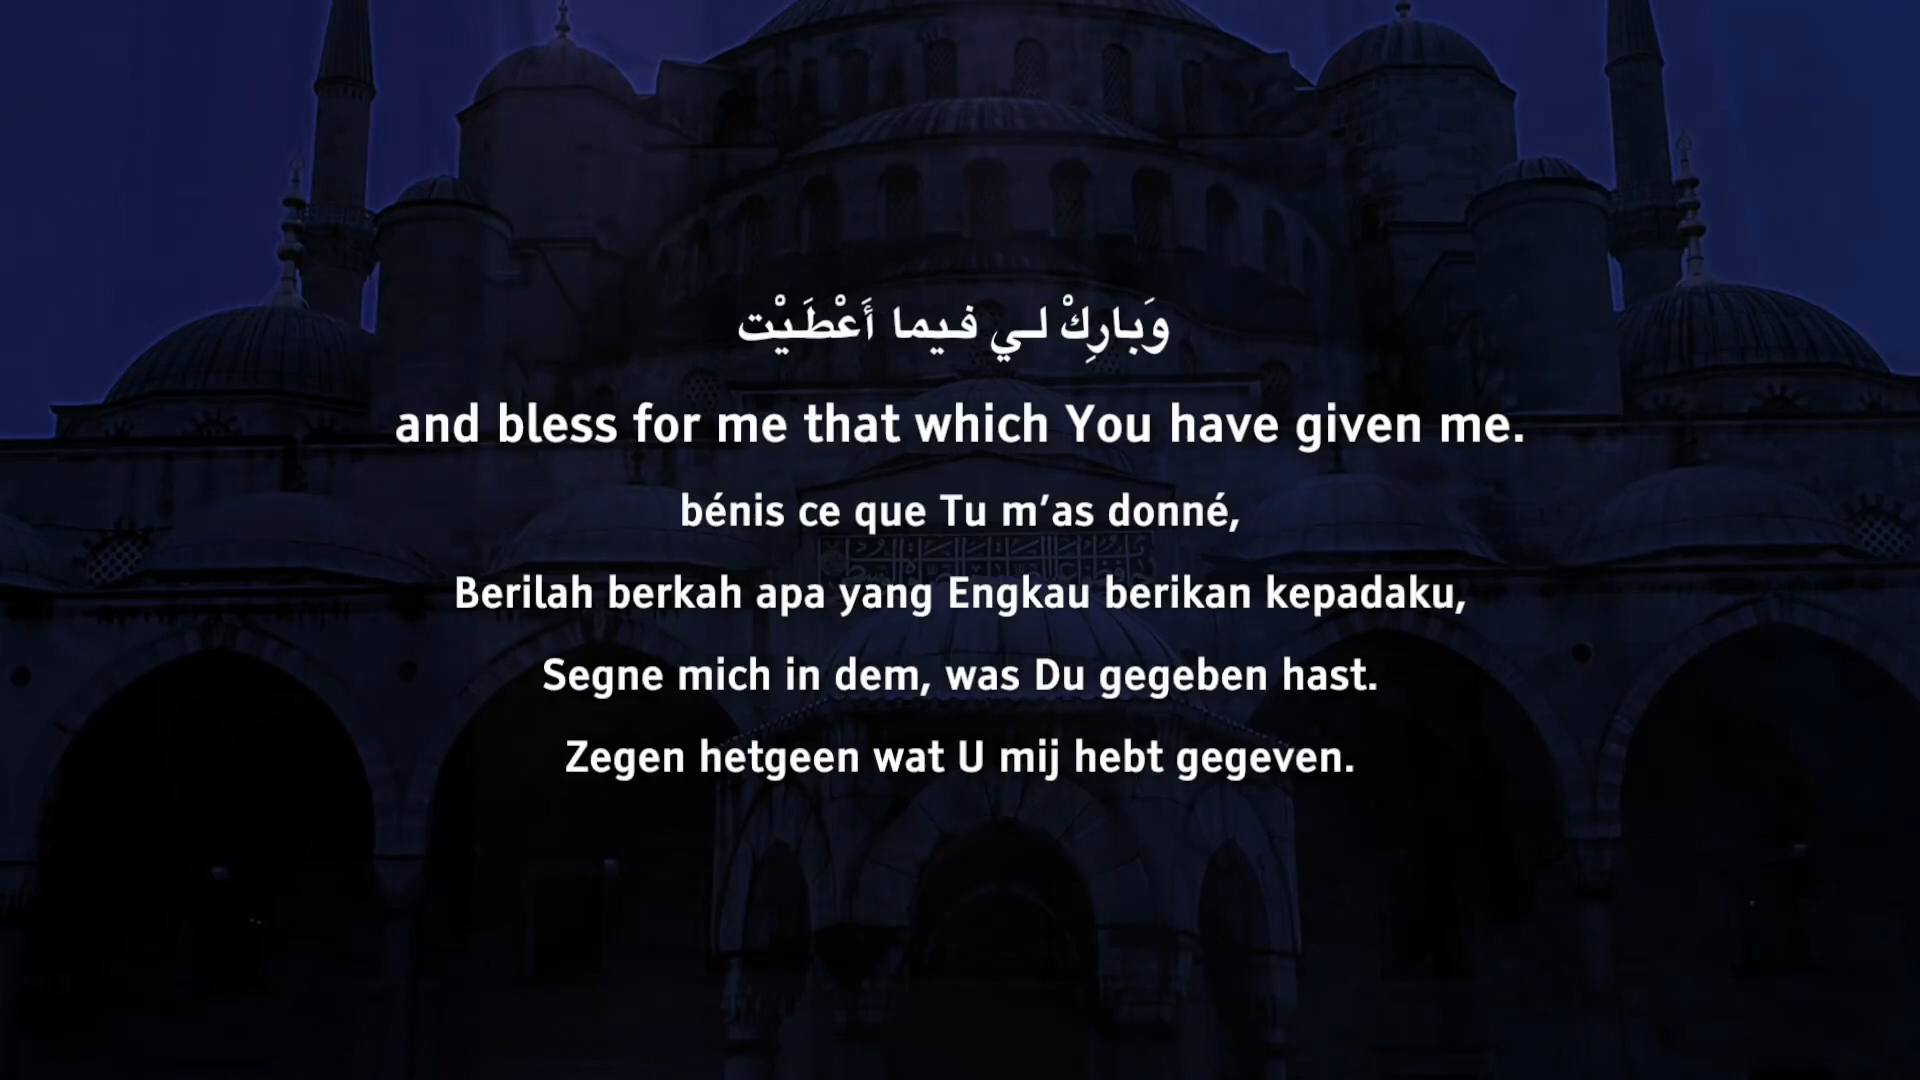 وَبارِكْ لي فيما أَعْطَيْت
and bless for me that which You have given me.
bénis ce que Tu m’as donné,
Berilah berkah apa yang Engkau berikan kepadaku,
Segne mich in dem, was Du gegeben hast.
Zegen hetgeen wat U mij hebt gegeven.